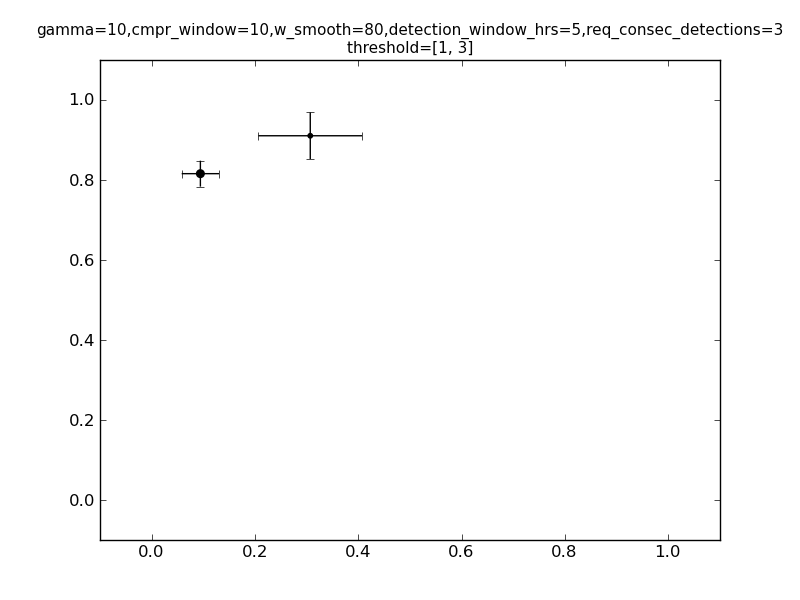 gamma=10,cmpr_window=10,w_smooth=80,detection_window_hrs=5,req_consec_detections=3
threshold=[1, 3]
1.0
0.8
0.6
0.4
0.2
0.0
0.0 0.2 0.4 0.6 0.8 1.0